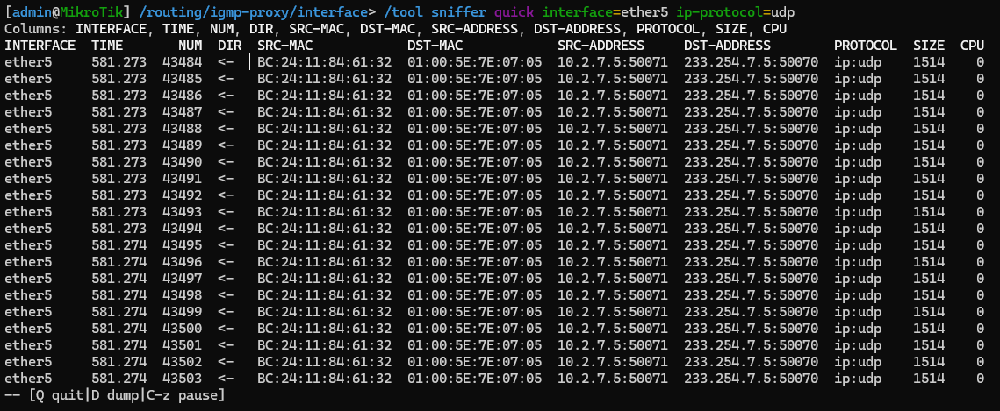 [admin@MikroTik] /routing/igmp-proxy/interface> /tool sniffer quick interface=ether5 ip-protocol=udp
Columns: INTERFACE, TIME, NUM, DIR, SRC-MAC, DST-MAC, SRC-ADDRESS, DST-ADDRESS, PROTOCOL, SIZE, CPU
INTERFACE  TIME     NUM    DIR  SRC-MAC            DST-MAC            SRC-ADDRESS     DST-ADDRESS        PROTOCOL  SIZE  CPU
ether5     581.273  43484  <-   BC:24:11:84:61:32  01:00:5E:7E:07:05  10.2.7.5:50071  233.254.7.5:50070  ip:udp    1514    0
ether5     581.273  43485  <-   BC:24:11:84:61:32  01:00:5E:7E:07:05  10.2.7.5:50071  233.254.7.5:50070  ip:udp    1514    0
ether5     581.273  43486  <-   BC:24:11:84:61:32  01:00:5E:7E:07:05  10.2.7.5:50071  233.254.7.5:50070  ip:udp    1514    0
ether5     581.273  43487  <-   BC:24:11:84:61:32  01:00:5E:7E:07:05  10.2.7.5:50071  233.254.7.5:50070  ip:udp    1514    0
ether5     581.273  43488  <-   BC:24:11:84:61:32  01:00:5E:7E:07:05  10.2.7.5:50071  233.254.7.5:50070  ip:udp    1514    0
ether5     581.273  43489  <-   BC:24:11:84:61:32  01:00:5E:7E:07:05  10.2.7.5:50071  233.254.7.5:50070  ip:udp    1514    0
ether5     581.273  43490  <-   BC:24:11:84:61:32  01:00:5E:7E:07:05  10.2.7.5:50071  233.254.7.5:50070  ip:udp    1514    0
ether5     581.273  43491  <-   BC:24:11:84:61:32  01:00:5E:7E:07:05  10.2.7.5:50071  233.254.7.5:50070  ip:udp    1514    0
ether5     581.273  43492  <-   BC:24:11:84:61:32  01:00:5E:7E:07:05  10.2.7.5:50071  233.254.7.5:50070  ip:udp    1514    0
ether5     581.273  43493  <-   BC:24:11:84:61:32  01:00:5E:7E:07:05  10.2.7.5:50071  233.254.7.5:50070  ip:udp    1514    0
ether5     581.273  43494  <-   BC:24:11:84:61:32  01:00:5E:7E:07:05  10.2.7.5:50071  233.254.7.5:50070  ip:udp    1514    0
ether5     581.274  43495  <-   BC:24:11:84:61:32  01:00:5E:7E:07:05  10.2.7.5:50071  233.254.7.5:50070  ip:udp    1514    0
ether5     581.274  43496  <-   BC:24:11:84:61:32  01:00:5E:7E:07:05  10.2.7.5:50071  233.254.7.5:50070  ip:udp    1514    0
ether5     581.274  43497  <-   BC:24:11:84:61:32  01:00:5E:7E:07:05  10.2.7.5:50071  233.254.7.5:50070  ip:udp    1514    0
ether5     581.274  43498  <-   BC:24:11:84:61:32  01:00:5E:7E:07:05  10.2.7.5:50071  233.254.7.5:50070  ip:udp    1514    0
ether5     581.274  43499  <-   BC:24:11:84:61:32  01:00:5E:7E:07:05  10.2.7.5:50071  233.254.7.5:50070  ip:udp    1514    0
ether5     581.274  43500  <-   BC:24:11:84:61:32  01:00:5E:7E:07:05  10.2.7.5:50071  233.254.7.5:50070  ip:udp    1514    0
ether5     581.274  43501  <-   BC:24:11:84:61:32  01:00:5E:7E:07:05  10.2.7.5:50071  233.254.7.5:50070  ip:udp    1514    0
ether5     581.274  43502  <-   BC:24:11:84:61:32  01:00:5E:7E:07:05  10.2.7.5:50071  233.254.7.5:50070  ip:udp    1514    0
ether5     581.274  43503  <-   BC:24:11:84:61:32  01:00:5E:7E:07:05  10.2.7.5:50071  233.254.7.5:50070  ip:udp    1514    0
-- [Q quit|D dump|C-z pause]